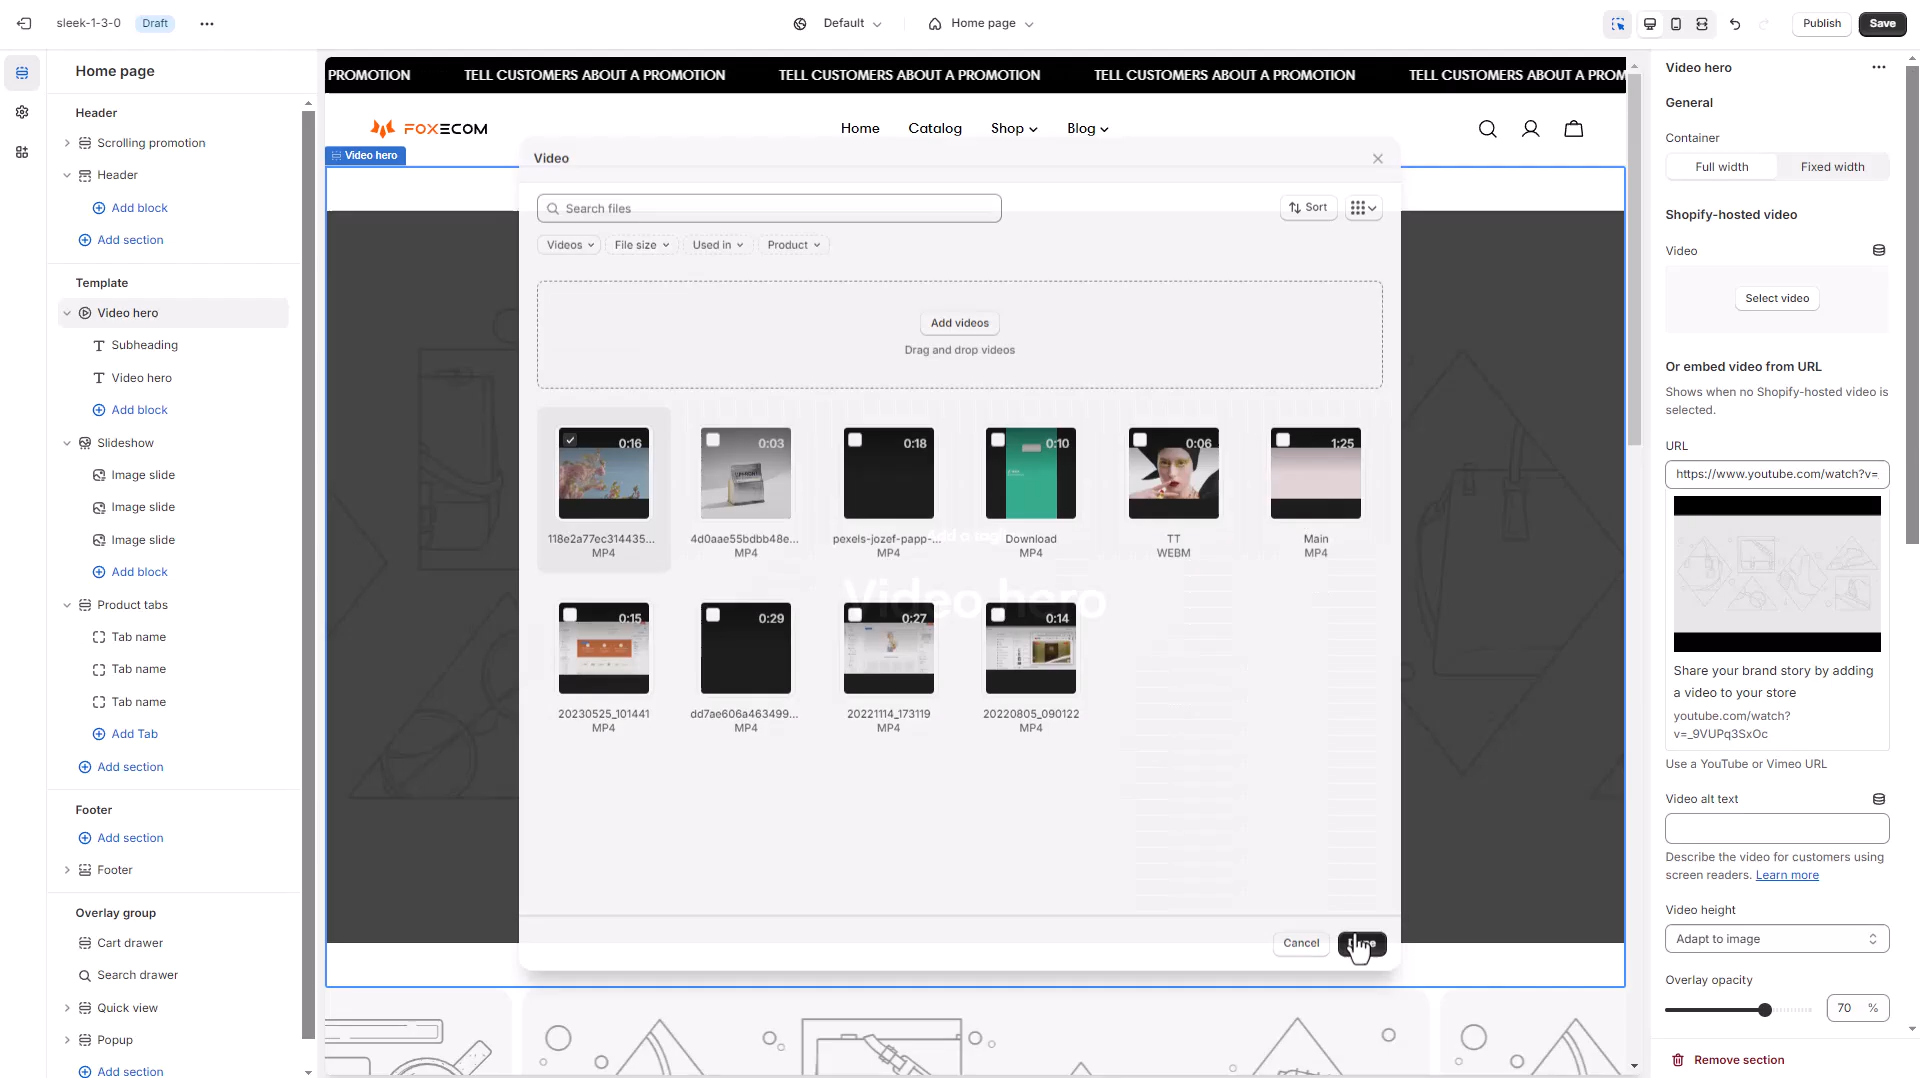 sleek-1-3-0
Draft
Default
Home page
Publish
Save
Home page
Header
Scrolling promotion
Header
Add block
Add section
Template
Video hero
Subheading
Video hero
Add block
Slideshow
Image slide
Image slide
Image slide
Add block
Product tabs
Tab name
Tab name
Tab name
Add Tab
Add section
Footer
Add section
Footer
Overlay group
Cart drawer
Search drawer
Quick view
Popup
Add section
PROMOTION
TELL CUSTOMERS ABOUT A PROMOTION
TELL CUSTOMERS ABOUT A PROMOTION
TELL CUSTOMERS ABOUT A PROMOTION
TELL CUSTOMERS ABOUT A PROM
FOXECOM
Home
Catalog
Shop
Blog
Video hero
Video
Search files
Sort
Videos
File size
Used in
Product
Add videos
Drag and drop videos
0:16
0:03
0:18
0:10
0:06
1:25
118e2a77ec314435...
MP4
4d0aae55bdbb48e...
MP4
pexels-jozef-papp-...
MP4
Download
MP4
TT
WEBM
Main
MP4
Video hero
0:15
0:29
0:27
0:14
20230525_101441
MP4
dd7ae606a463499...
MP4
20221114_173119
MP4
20220805_090122
MP4
Cancel
Video hero
General
Container
Full width
Fixed width
Shopify-hosted video
Video
Select video
Or embed video from URL
Shows when no Shopify-hosted video is
selected.
URL
https://www.youtube.com/watch?v=
Share your brand story by adding
a video to your store
youtube.com/watch?
v=_9VUPq3SxOc
Use a YouTube or Vimeo URL
Video alt text
Describe the video for customers using
screen readers. Learn more
Video height
Adapt to image
Overlay opacity
70 %
Remove section